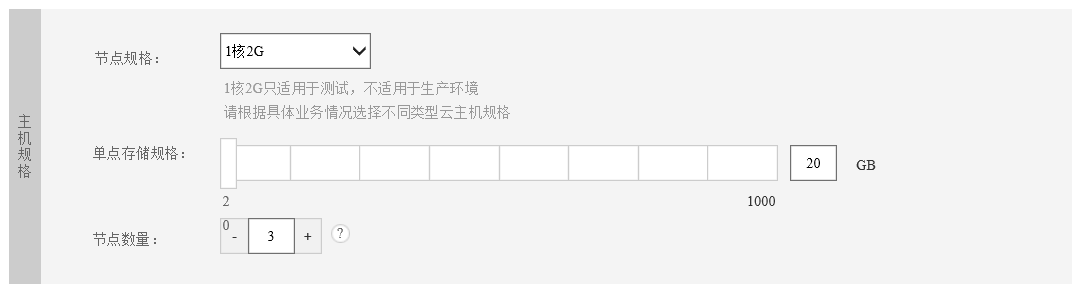 主机规格
节点规格：
1核2G
1核2G只适用于测试，不适用于生产环境
请根据具体业务情况选择不同类型云主机规格
单点存储规格：
20 GB
20
1000
节点数量：
- 3 + ?